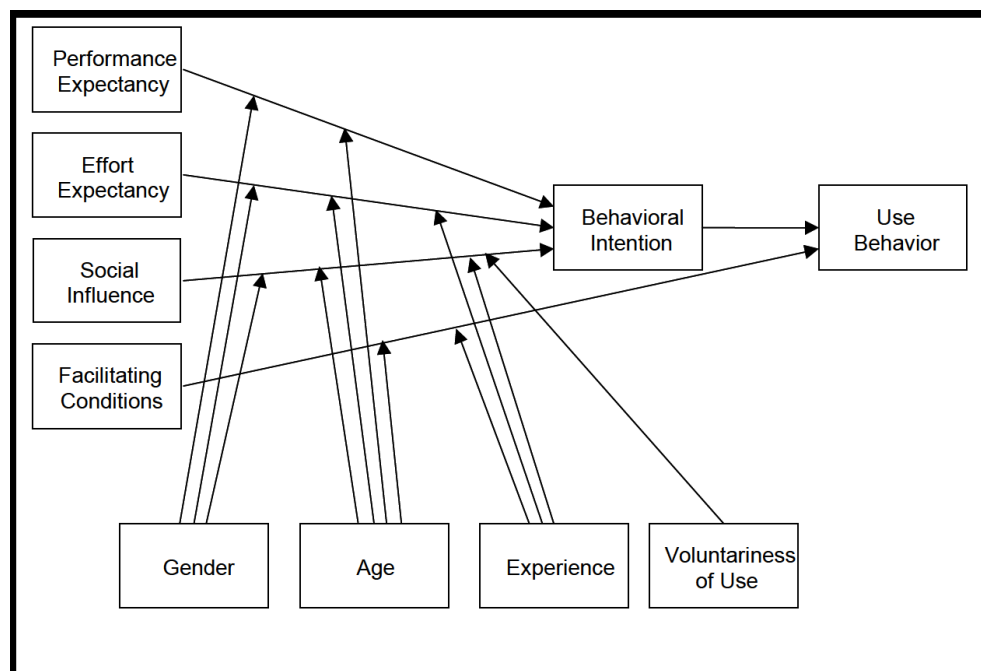 Performance
Expectancy
Effort
Expectancy
Social
Influence
Facilitating
Conditions
Behavioral
Intention
Use
Behavior
Gender
Age
Experience
Voluntariness
of Use